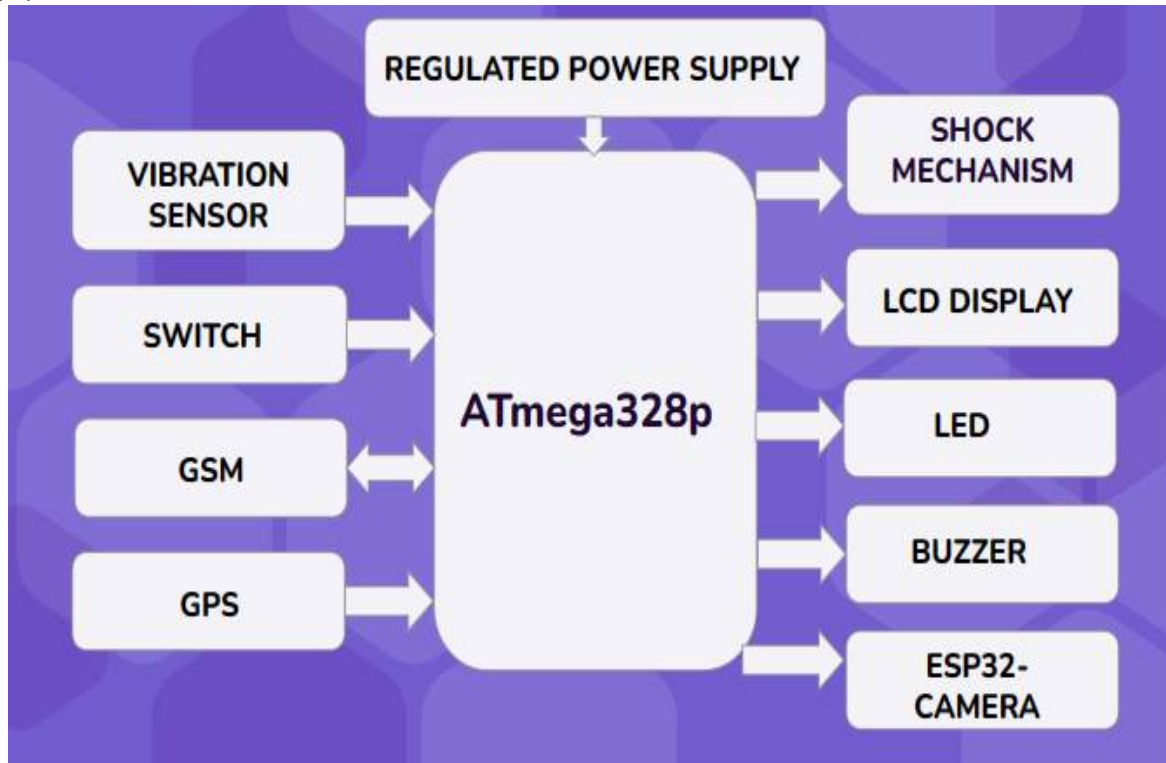 REGULATED POWER SUPPLY
VIBRATION
SENSOR
SWITCH
GSM
GPS
ATmega328p
SHOCK
MECHANISM
LCD DISPLAY
LED
BUZZER
ESP32-
CAMERA